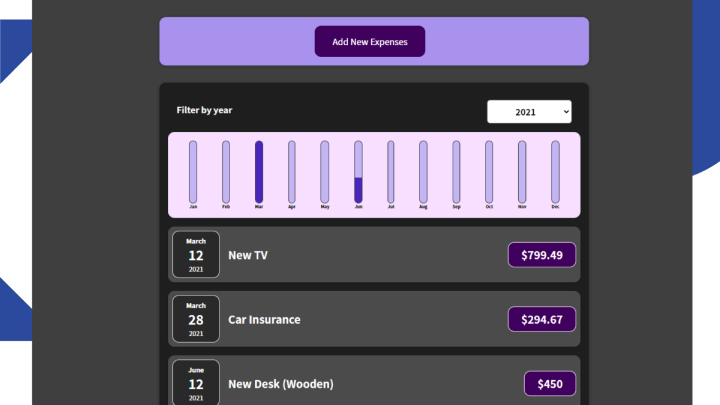 Add New Expenses
Filter by year
2021
Jan Feb Mar Apr May Jun Jul Aug Sep Oct Nov Dec
March
12
2021
New TV
$799.49
March
28
2021
Car Insurance
$294.67
June
12
2021
New Desk (Wooden)
$450